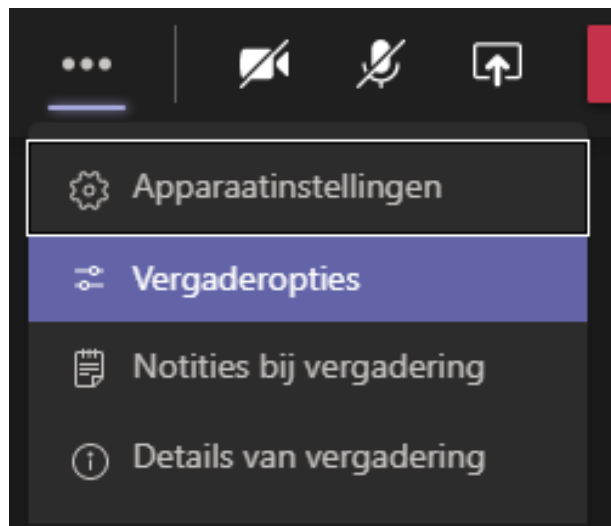 Apparaatinstellingen
Vergaderopties
Notities bij vergadering
Details van vergadering